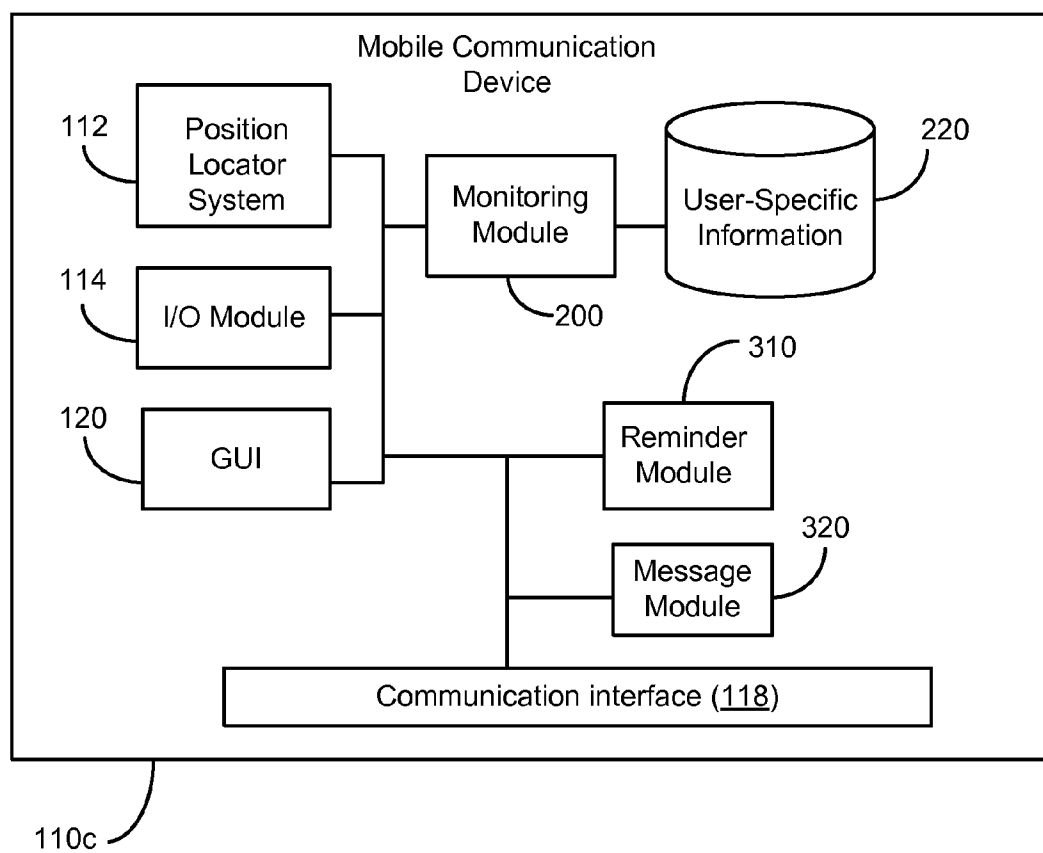 Mobile Communication
Device
112
Position
Locator
System
Monitoring
Module
200
User-Specific
Information
220
114
I/O Module
310
120
GUI
Reminder
Module
320
Message
Module
Communication interface (118)
110c